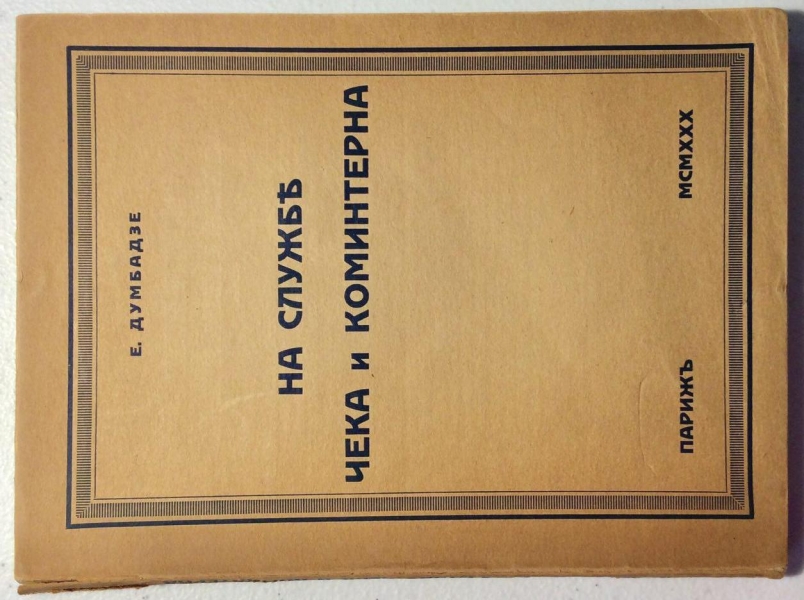 Е. ДУМБАДЗЕ
НА СЛУЖБѢ
ЧЕКА и КОМИНТЕРНА
ПАРИЖЪ MCMXXX